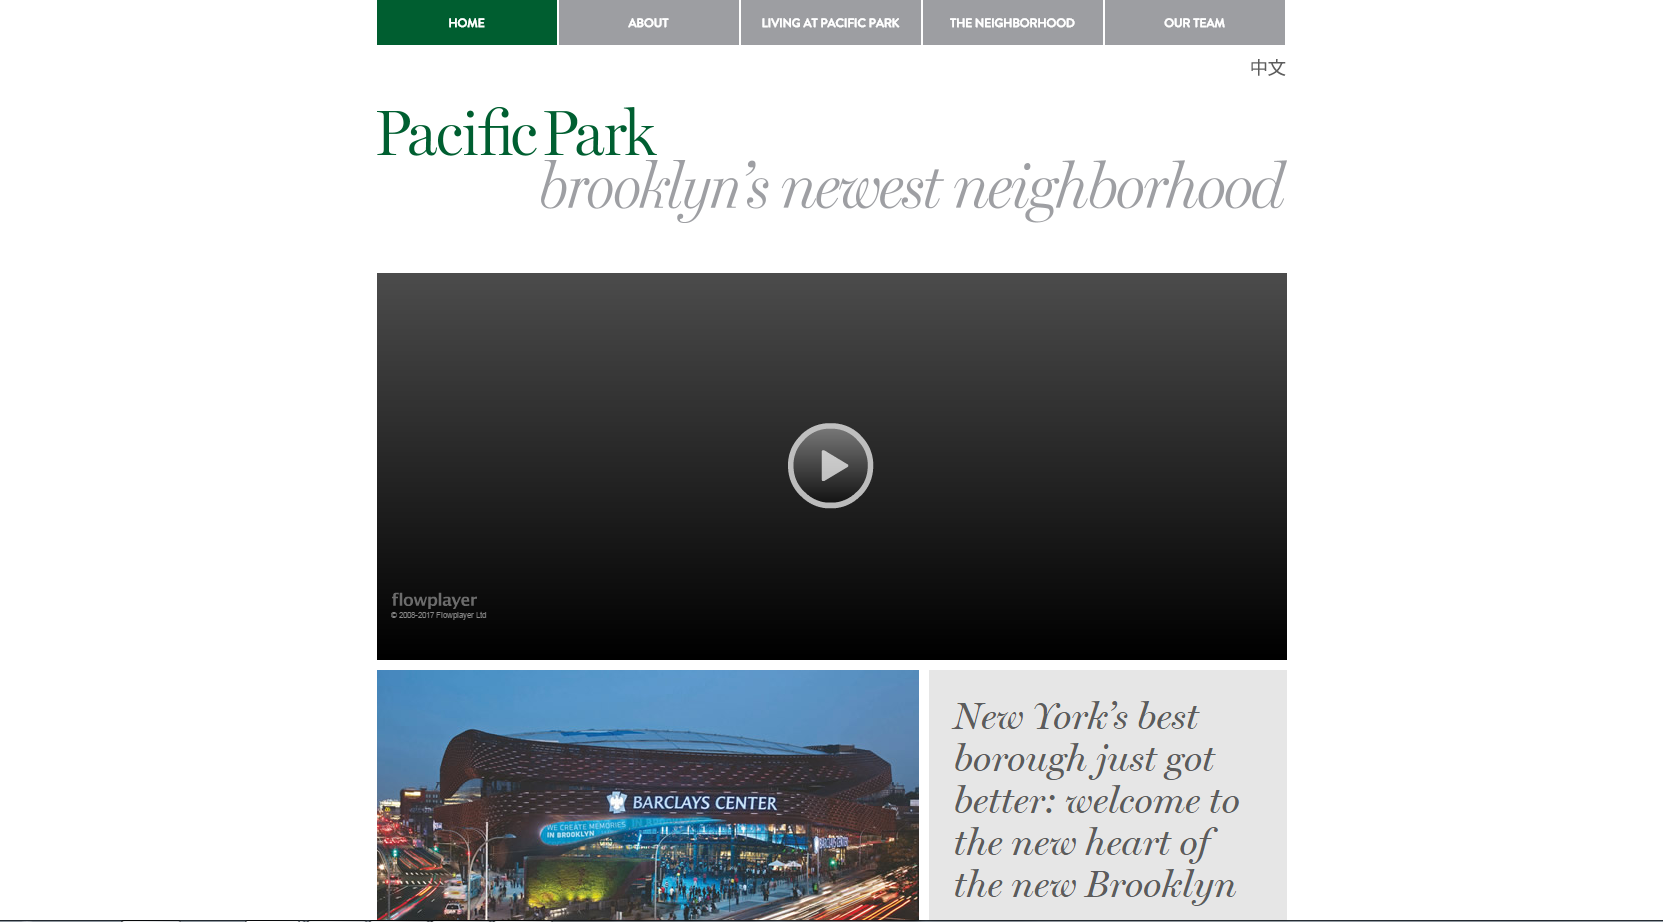 HOME
ABOUT
LIVING AT PACIFIC PARK
THE NEIGHBORHOOD
OUR TEAM
中文
Pacific Park
brooklyn’s newest neighborhood
flowplayer
© 2008-2017 Flowplayer Ltd
BARCLAYS CENTER
WE CREATE MEMORIES
IN BROOKLYN
BARCLAYS CENTER
New York’s best
borough just got
better: welcome to
the new heart of
the new Brooklyn